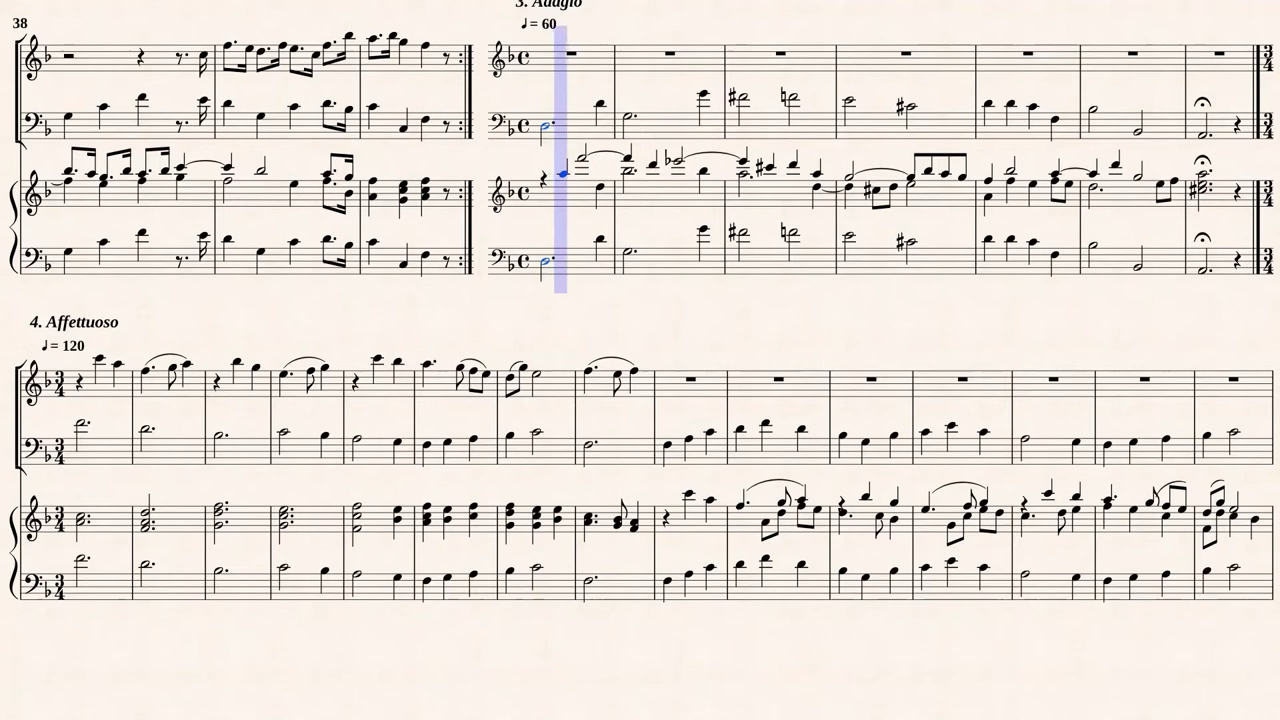 3. Adagio
38
♩ = 60
4. Affettuoso
♩ = 120